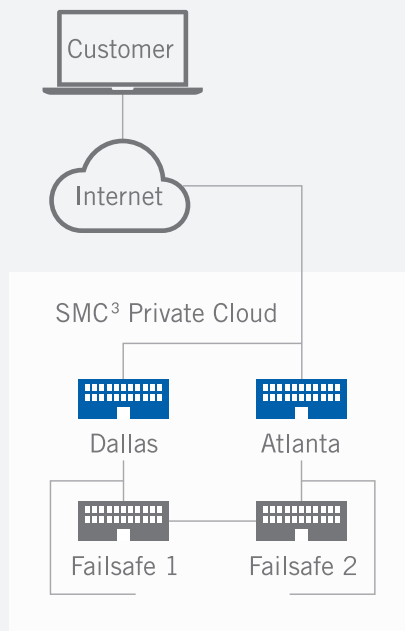 Customer
Internet
SMC³ Private Cloud
Dallas
Atlanta
Failsafe 1
Failsafe 2